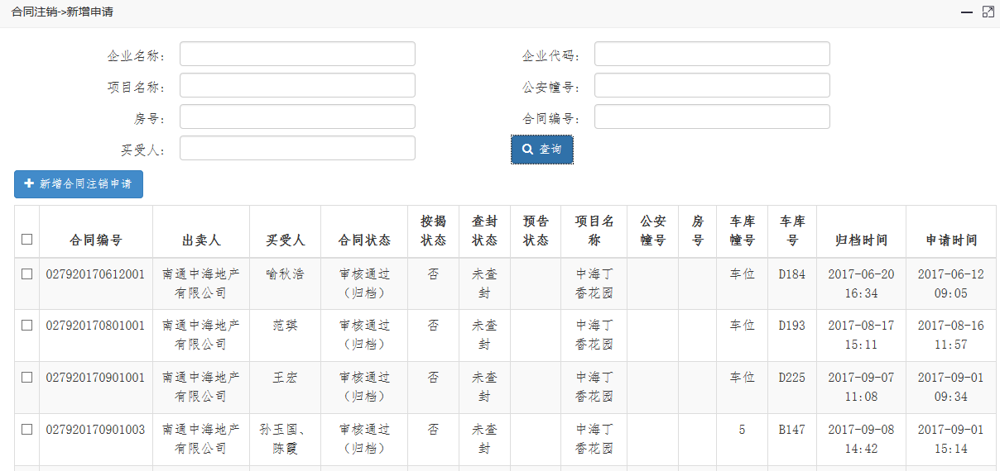 合同注销->新增申请
企业名称： 企业代码：
项目名称： 公安幢号：
房号： 合同编号：
买受人： 查询
新增合同注销申请
按揭 查封 预告 项目名 公安 房 车库 车库
合同编号 出卖人 买受人 合同状态 状态 状态 状态 称 幢号 号 幢号 号 归档时间 申请时间
027920170612001 南通中海地产 喻秋浩 审核通过 否 未查 中海丁 车位 D184 2017-06-20 2017-06-12
有限公司 （归档） 封 香花园 16:34 09:05
027920170801001 南通中海地产 范琪 审核通过 否 未查 中海丁 车位 D193 2017-08-17 2017-08-16
有限公司 （归档） 封 香花园 15:11 11:57
027920170901001 南通中海地产 王宏 审核通过 否 未查 中海丁 车位 D225 2017-09-07 2017-09-01
有限公司 （归档） 封 香花园 11:08 09:34
027920170901003 南通中海地产 孙玉国、 审核通过 否 未查 中海丁 5 B147 2017-09-08 2017-09-01
有限公司 陈霞 （归档） 封 香花园 14:42 15:14